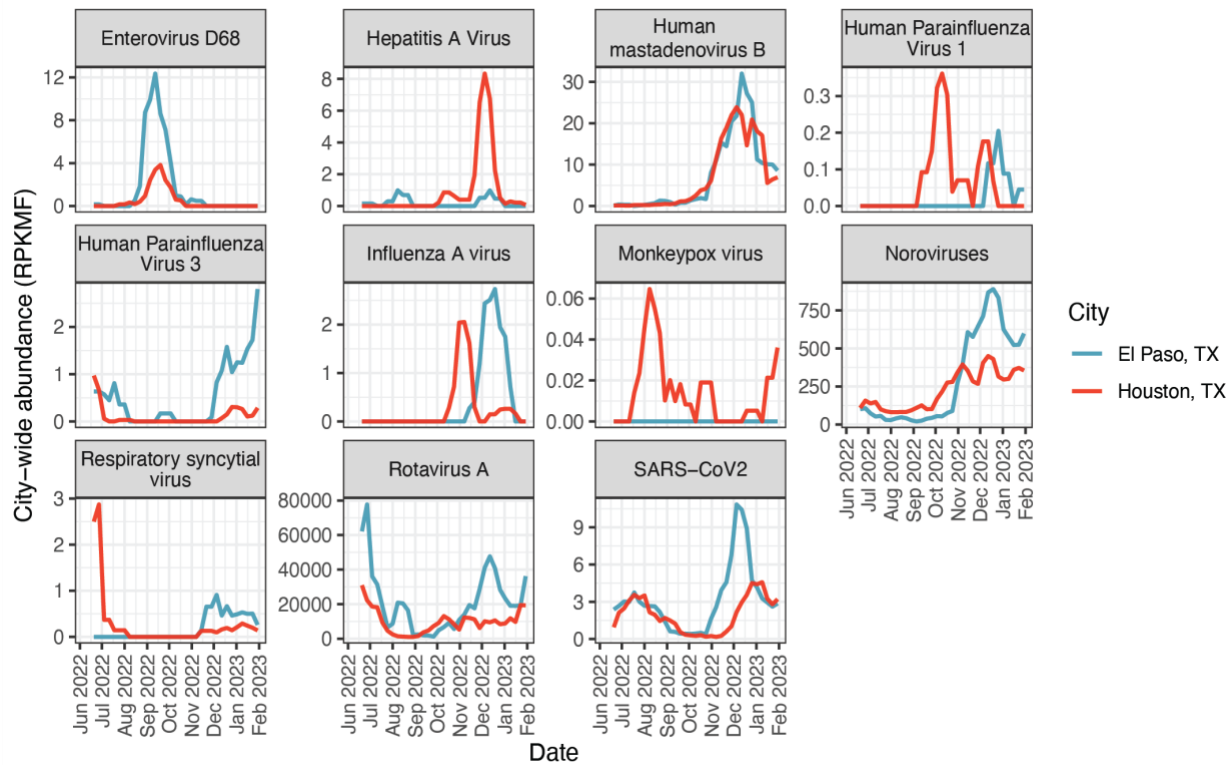 Enterovirus D68
Hepatitis A Virus
Human
mastadenovirus B
Human Parainfluenza
Virus 1
12
8
4
0
8
6
4
2
0
30
20
10
0
0.3
0.2
0.1
0.0
Human Parainfluenza
Virus 3
Influenza A virus
Monkeypox virus
Noroviruses
2
1
0
2
1
0
0.06
0.04
0.02
0.00
750
500
250
0
Jun 2022
Jul 2022
Aug 2022
Sep 2022
Oct 2022
Nov 2022
Dec 2022
Jan 2023
Feb 2023
Respiratory syncytial
virus
Rotavirus A
SARS−CoV2
3
2
1
0
80000
60000
40000
20000
0
9
6
3
0
Jun 2022
Jul 2022
Aug 2022
Sep 2022
Oct 2022
Nov 2022
Dec 2022
Jan 2023
Feb 2023
Jun 2022
Jul 2022
Aug 2022
Sep 2022
Oct 2022
Nov 2022
Dec 2022
Jan 2023
Feb 2023
Jun 2022
Jul 2022
Aug 2022
Sep 2022
Oct 2022
Nov 2022
Dec 2022
Jan 2023
Feb 2023
City−wide abundance (RPKMF)
Date
City
El Paso, TX
Houston, TX